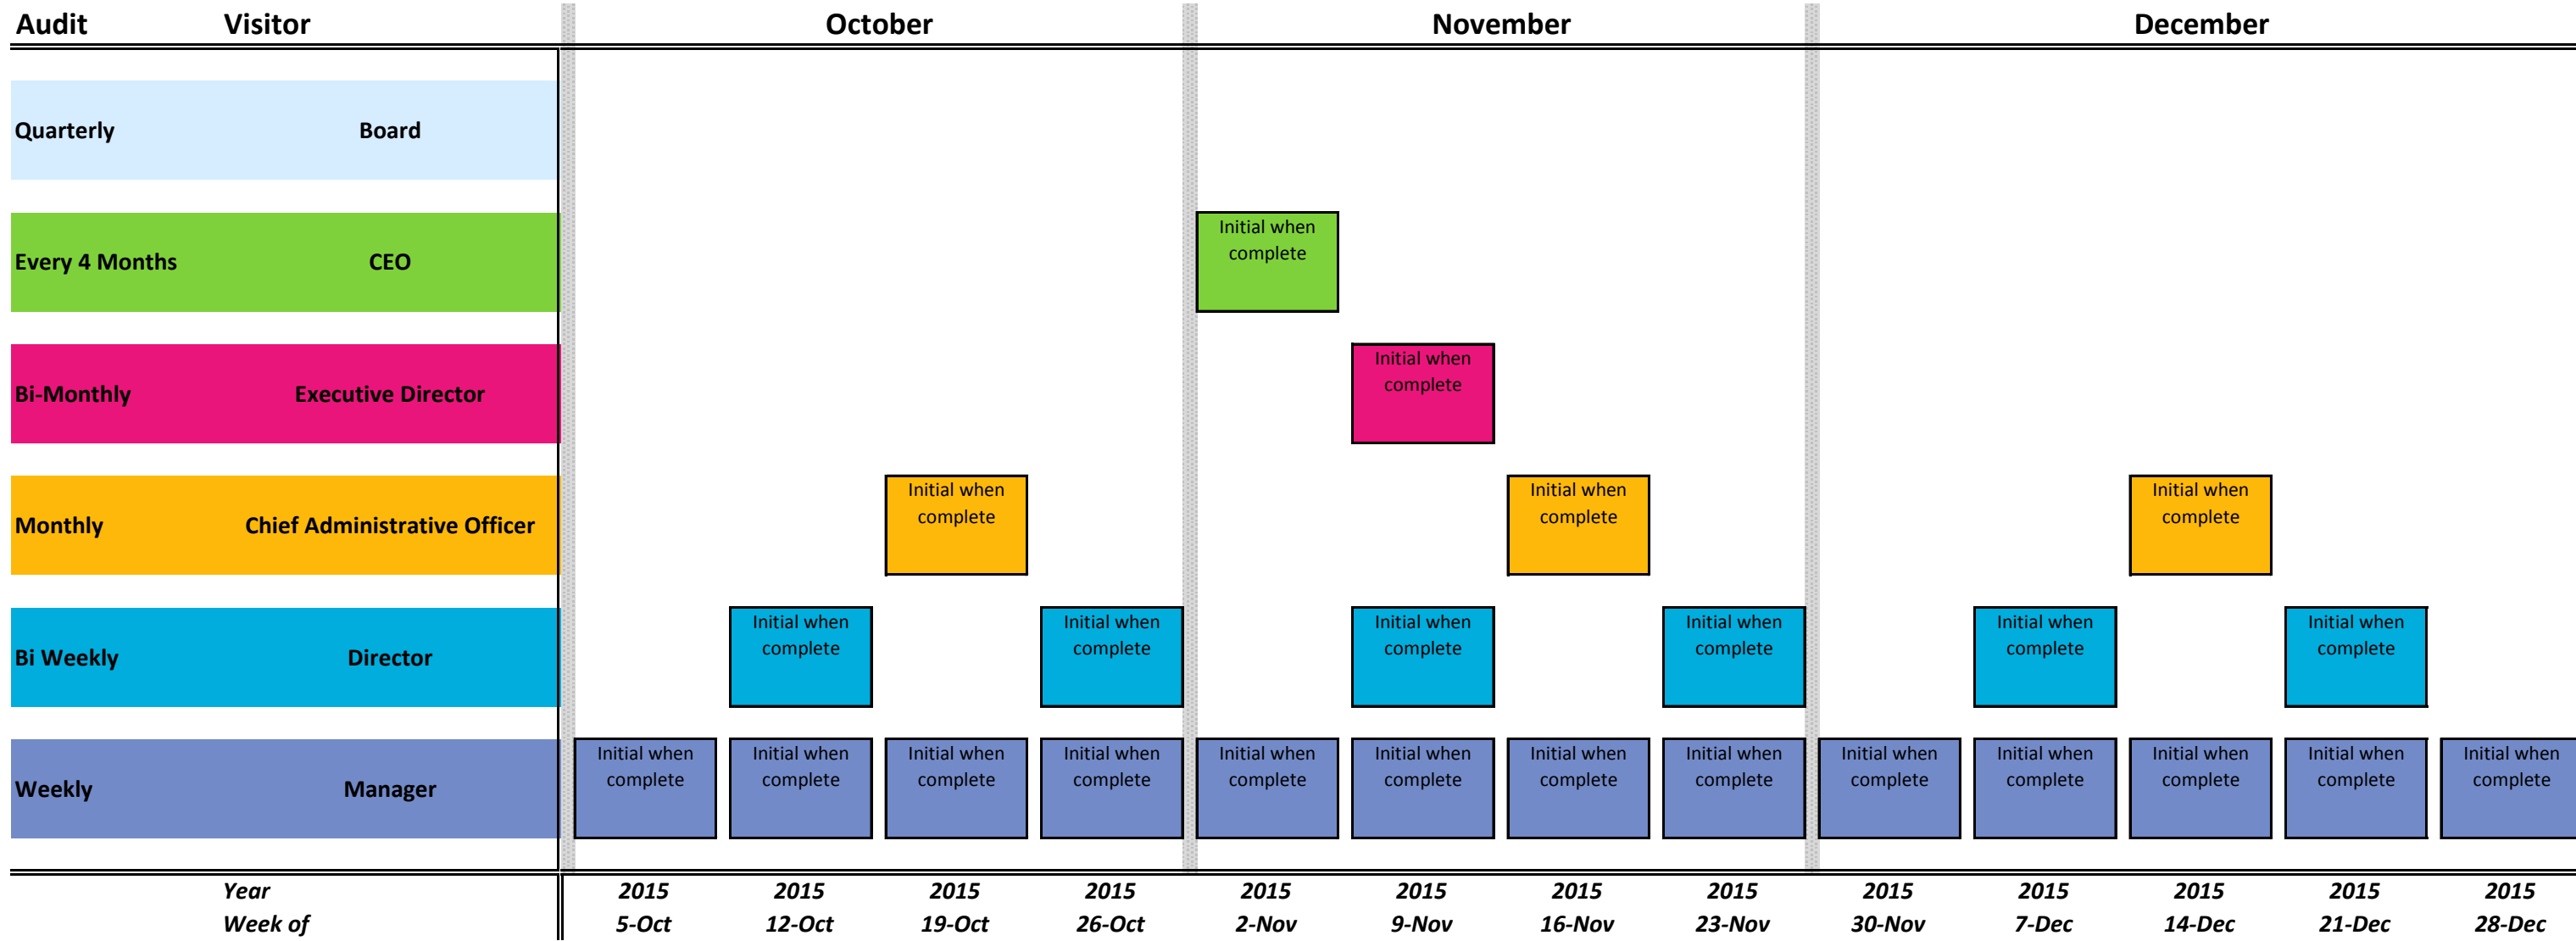 Audit Visitor October November December
Quarterly Board
Initial when
complete
Every 4 Months CEO
Initial when
complete
Bi-Monthly Executive Director
Initial when Initial when Initial when
complete complete complete
Monthly Chief Administrative Officer
Initial when Initial when Initial when Initial when Initial when Initial when
complete complete complete complete complete complete
Bi Weekly Director
Initial when Initial when Initial when Initial when Initial when Initial when Initial when Initial when Initial when Initial when Initial when Initial when Initial when
complete complete complete complete complete complete complete complete complete complete complete complete complete
Weekly Manager
Year 2015 2015 2015 2015 2015 2015 2015 2015 2015 2015 2015 2015 2015
Week of 5-Oct 12-Oct 19-Oct 26-Oct 2-Nov 9-Nov 16-Nov 23-Nov 30-Nov 7-Dec 14-Dec 21-Dec 28-Dec